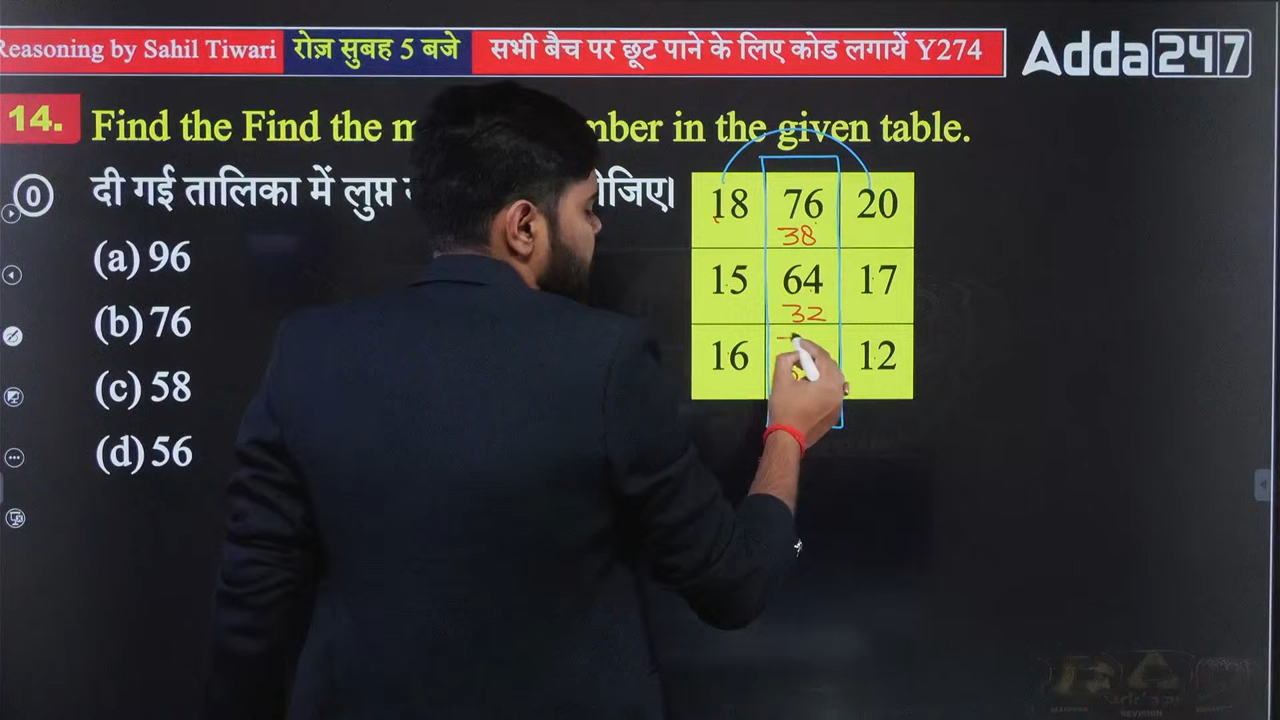 Reasoning by Sahil Tiwari रोज़ सुबह 5 बजे सभी बैच पर छूट पाने के लिए कोड लगायें Y274 Adda247
14. Find the Find the m mber in the given table.
0 दी गई तालिका में लुप्त जिए।
18 76 20
38
15 64 17
32
16 12
(a) 96
(b) 76
(c) 58
(d) 56